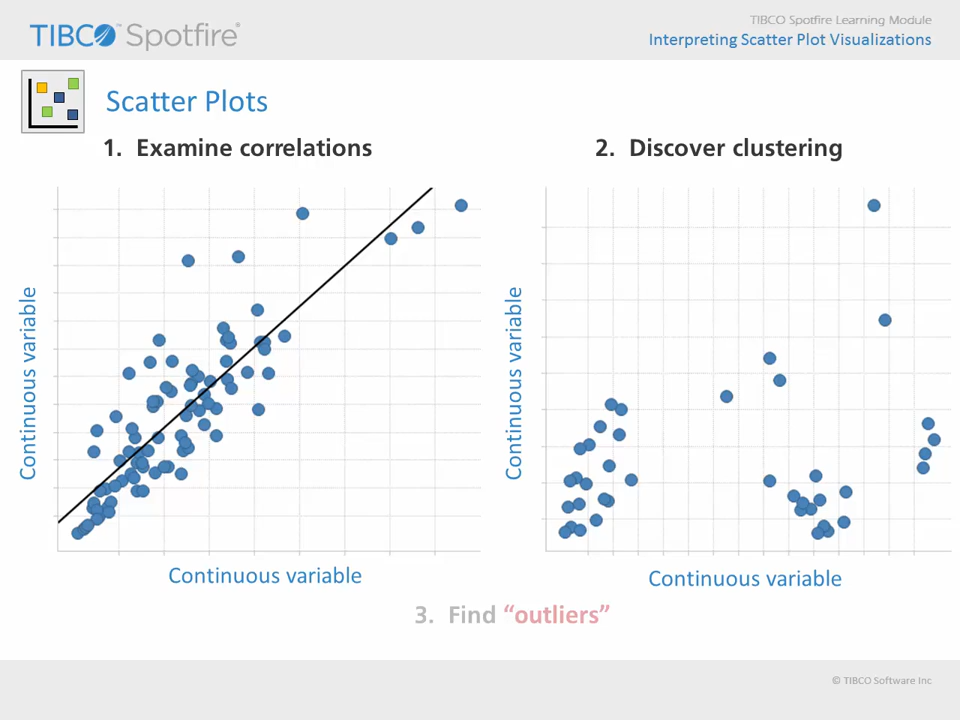 TIBCO™ Spotfire®
TIBCO Spotfire Learning Module
Interpreting Scatter Plot Visualizations
Scatter Plots
1. Examine correlations
2. Discover clustering
Continuous variable
Continuous variable
Continuous variable
Continuous variable
3. Find “outliers”
© TIBCO Software Inc